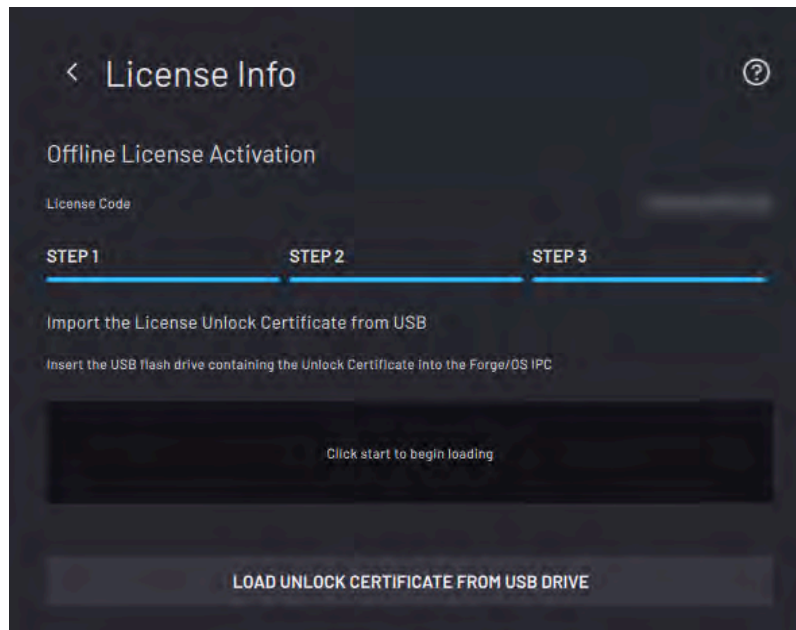 < License Info
Offline License Activation
License Code
STEP 1 STEP 2 STEP 3
Import the License Unlock Certificate from USB
Insert the USB flash drive containing the Unlock Certificate into the Forge/OS IPC
Click start to begin loading
LOAD UNLOCK CERTIFICATE FROM USB DRIVE